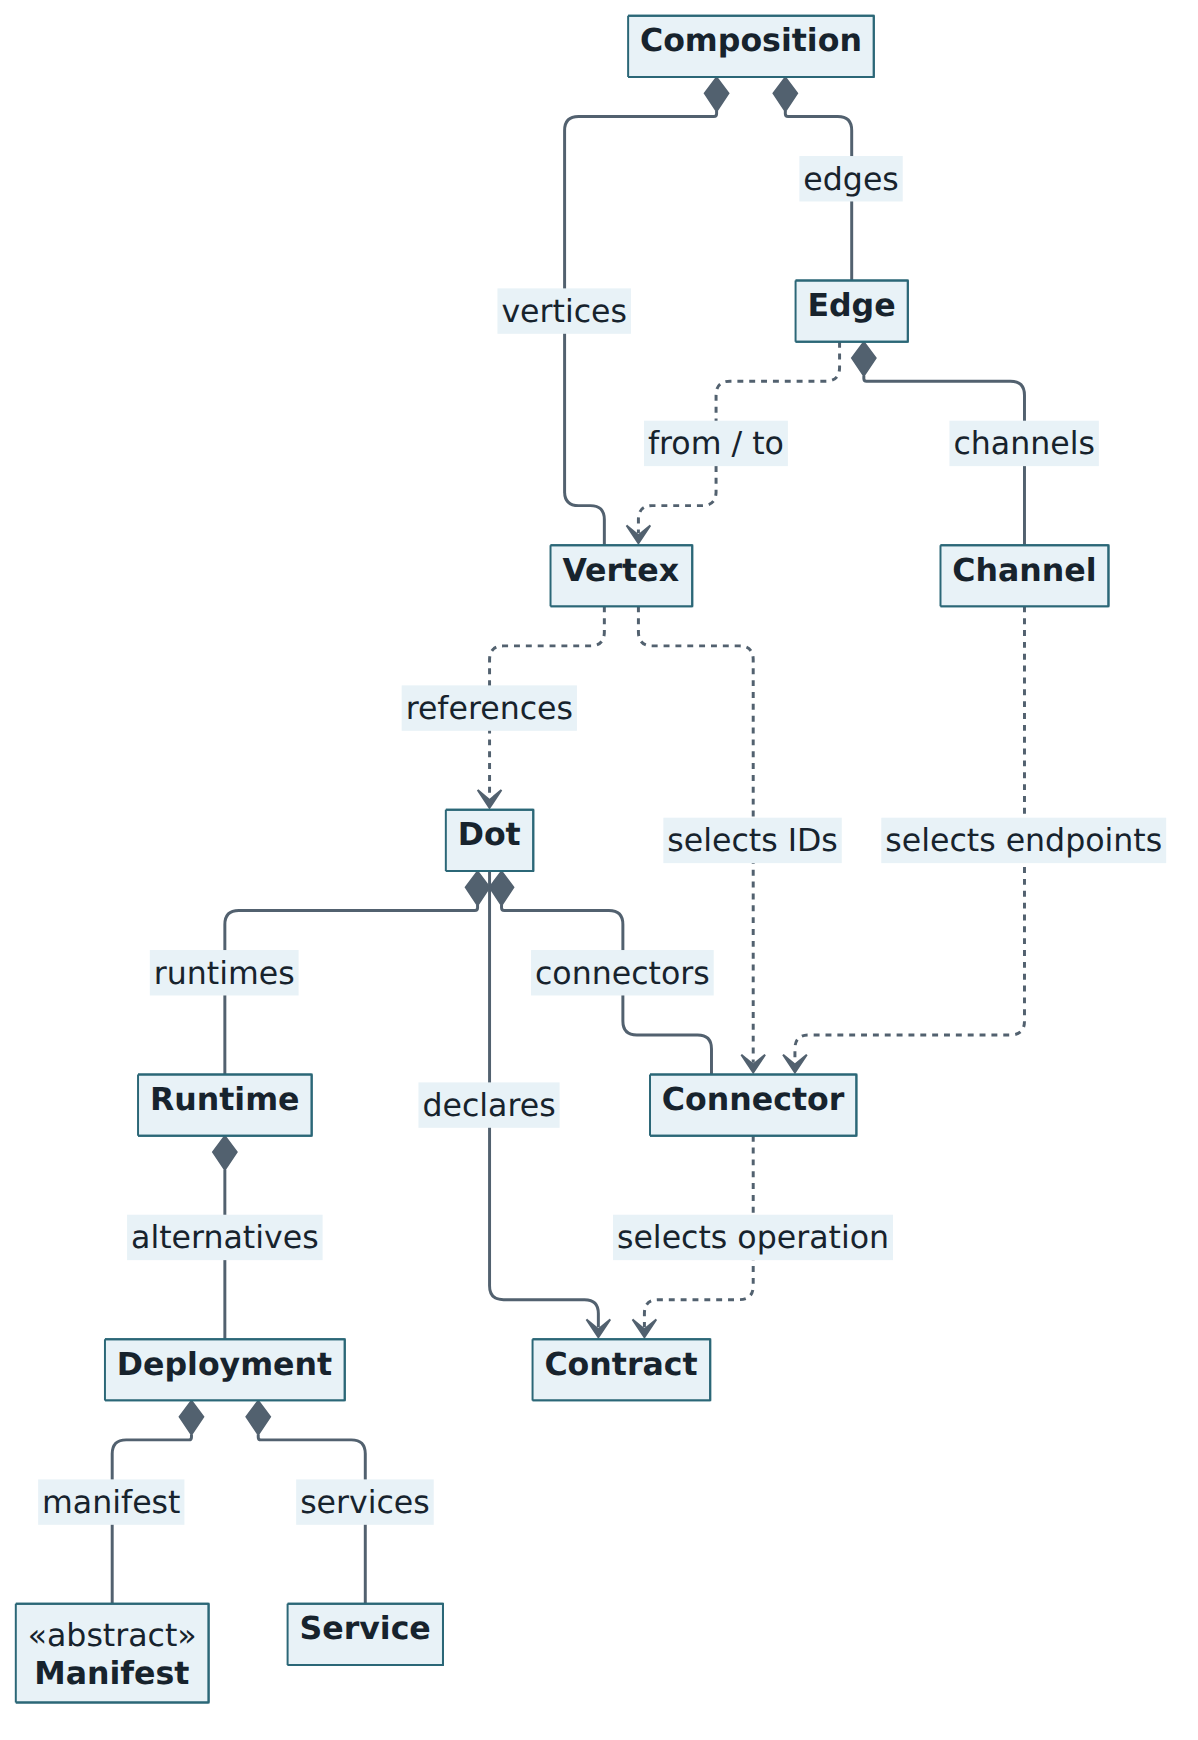 Composition
edges
vertices
Edge
from / to
channels
Vertex
Channel
references
Dot
selects IDs
selects endpoints
runtimes
connectors
Runtime
declares
Connector
alternatives
selects operation
Deployment
Contract
manifest
services
«abstract»
Manifest
Service